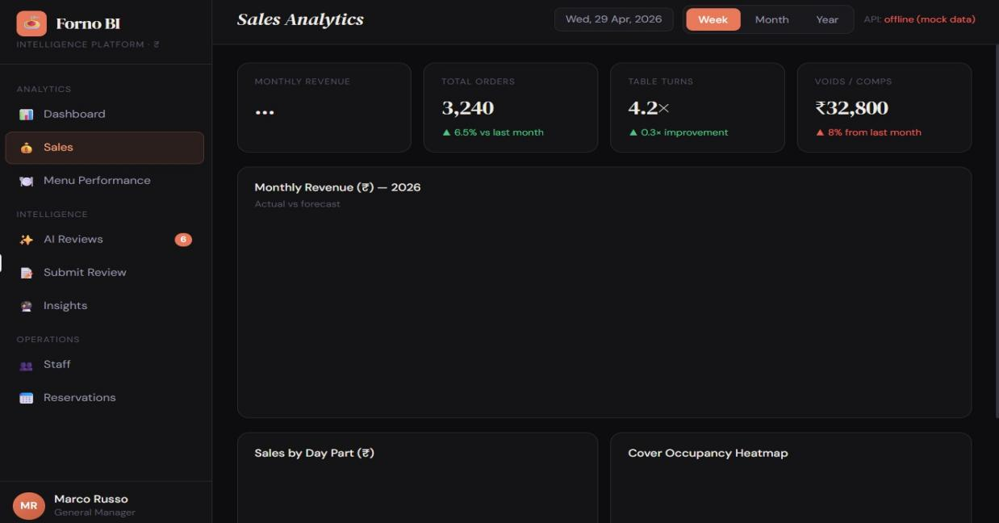 Forno BI
INTELLIGENCE PLATFORM · ₹
ANALYTICS
Dashboard
Sales
Menu Performance
INTELLIGENCE
AI Reviews 6
Submit Review
Insights
OPERATIONS
Staff
Reservations
MR
Marco Russo
General Manager
Sales Analytics
Wed, 29 Apr, 2026
Week Month Year
API: offline (mock data)
MONTHLY REVENUE
...
TOTAL ORDERS
3,240
▲ 6.5% vs last month
TABLE TURNS
4.2×
▲ 0.3× improvement
VOIDS / COMPS
₹32,800
▲ 8% from last month
Monthly Revenue (₹) — 2026
Actual vs forecast
Sales by Day Part (₹)
Cover Occupancy Heatmap